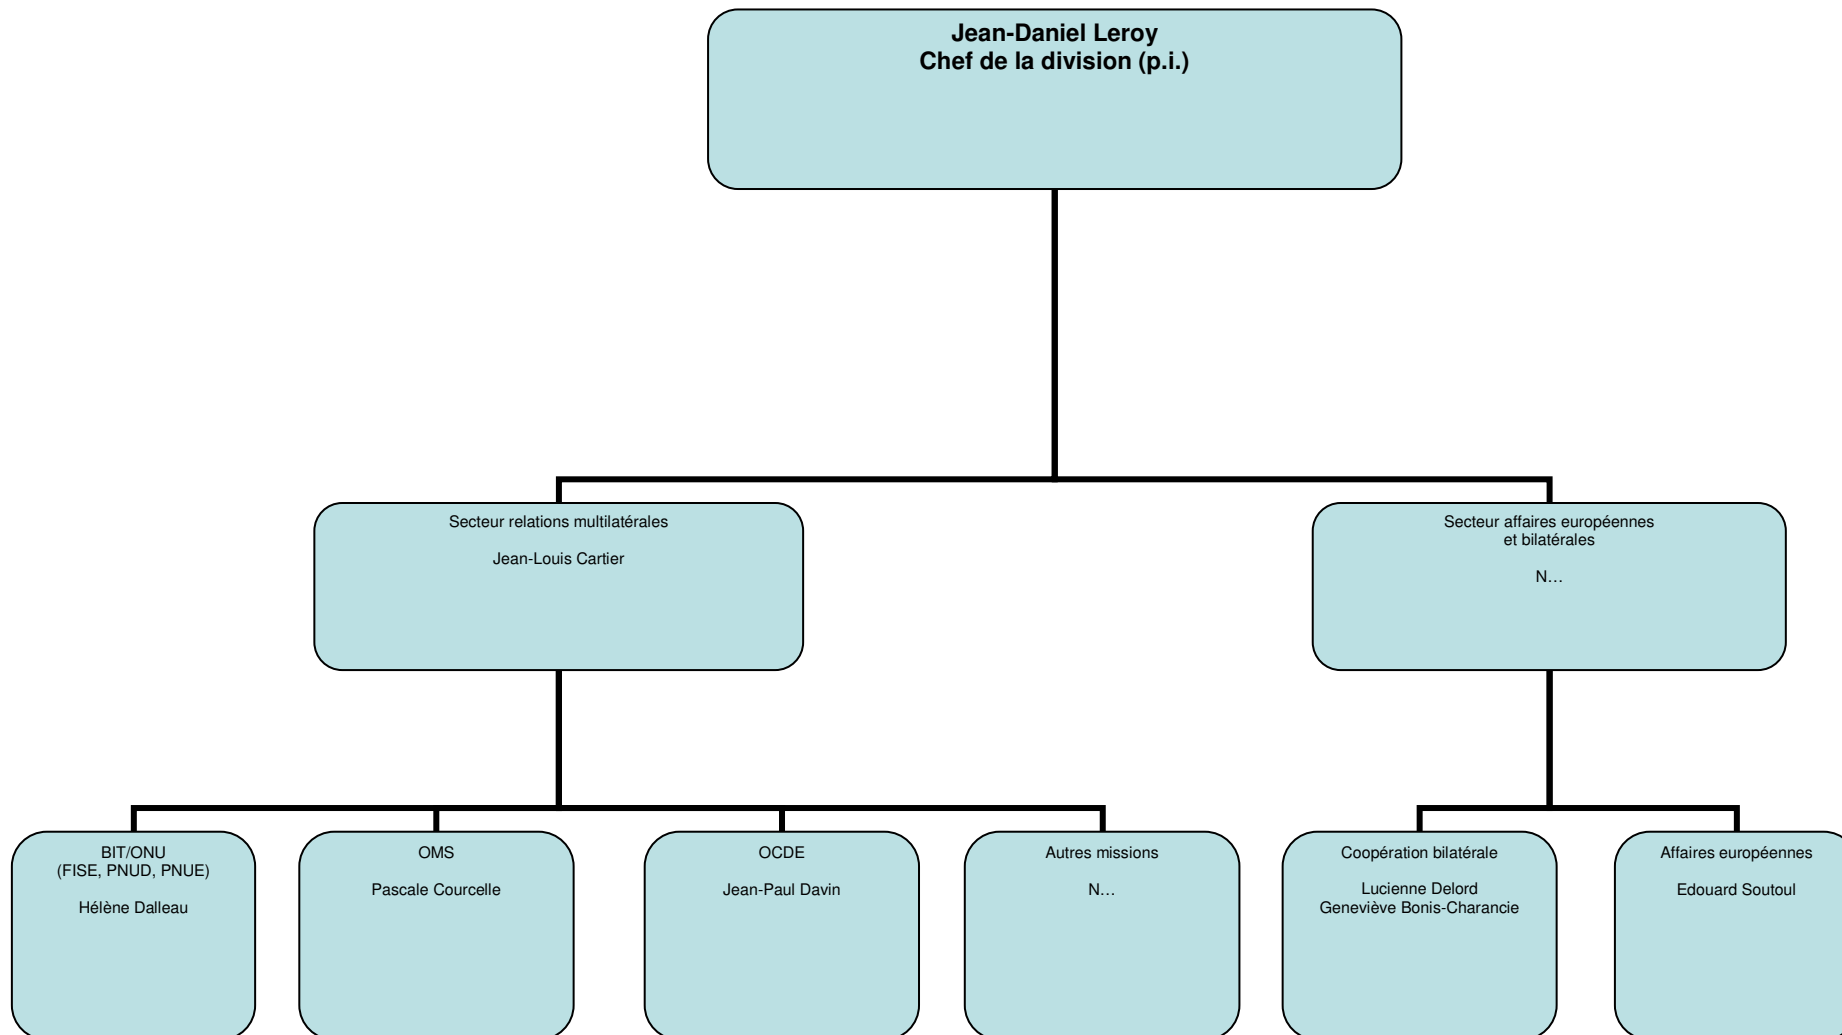 Jean-Daniel Leroy
Chef de la division (p.i.)
Secteur relations multilatérales
Jean-Louis Cartier
Secteur affaires européennes
et bilatérales
N…
BIT/ONU
(FISE, PNUD, PNUE)
Hélène Dalleau
OMS
Pascale Courcelle
OCDE
Jean-Paul Davin
Autres missions
N…
Coopération bilatérale
Lucienne Delord
Geneviève Bonis-Charancie
Affaires européennes
Edouard Soutoul